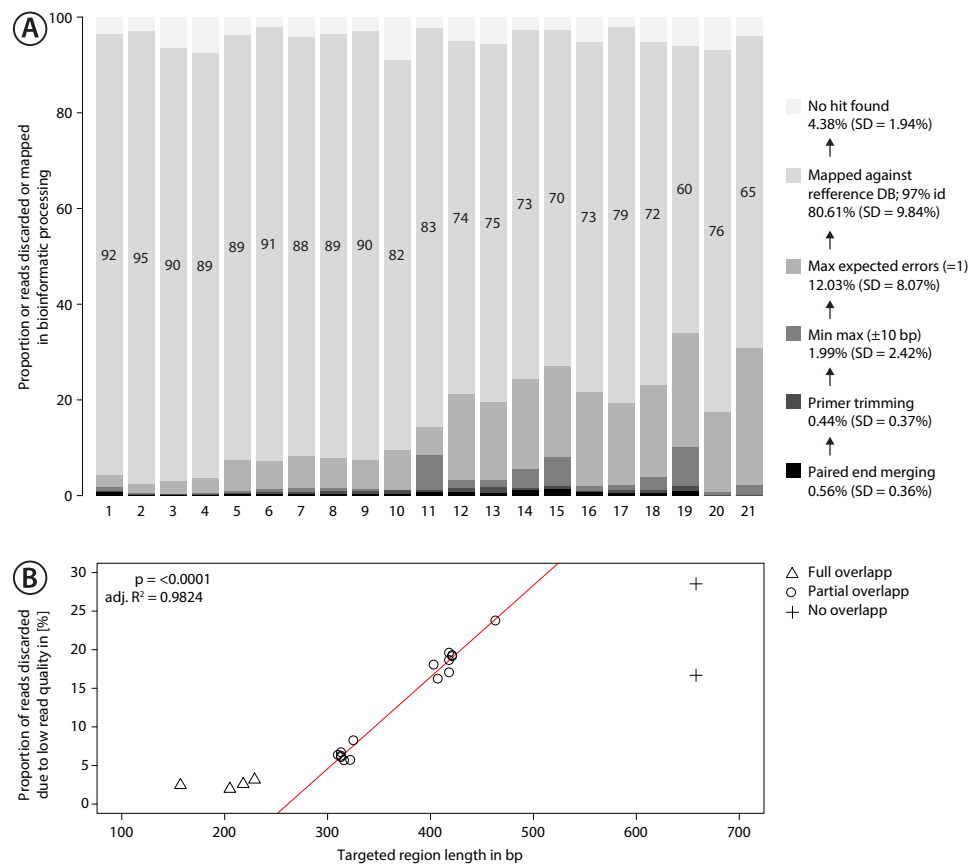 A
Proportion or reads discarded or mapped
in bioinformatic processing
100
80
60
40
20
0
92 95 90 89 89 91 88 89 90 82 83 74 75 73 70 73 79 72 60 76 65
1 2 3 4 5 6 7 8 9 10 11 12 13 14 15 16 17 18 19 20 21
No hit found
4.38% (SD = 1.94%)
Mapped against
refference DB; 97% id
80.61% (SD = 9.84%)
Max expected errors (=1)
12.03% (SD = 8.07%)
Min max (±10 bp)
1.99% (SD = 2.42%)
Primer trimming
0.44% (SD = 0.37%)
Paired end merging
0.56% (SD = 0.36%)
B
Proportion of reads discarded
due to low read quality in [%]
30
25
20
15
10
5
0
p = <0.0001
adj. R² = 0.9824
100 200 300 400 500 600 700
Targeted region length in bp
Full overlapp
Partial overlapp
No overlapp